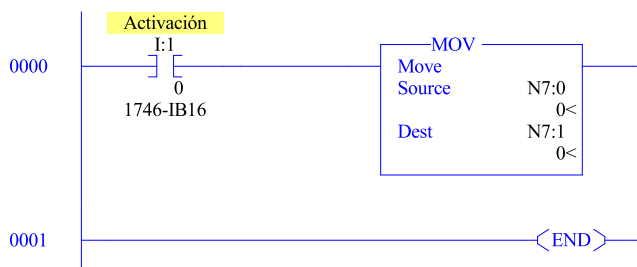 Activación
I:1
0000
0
1746-IB16
MOV
Move
Source N7:0
0<
Dest N7:1
0<
0001
END